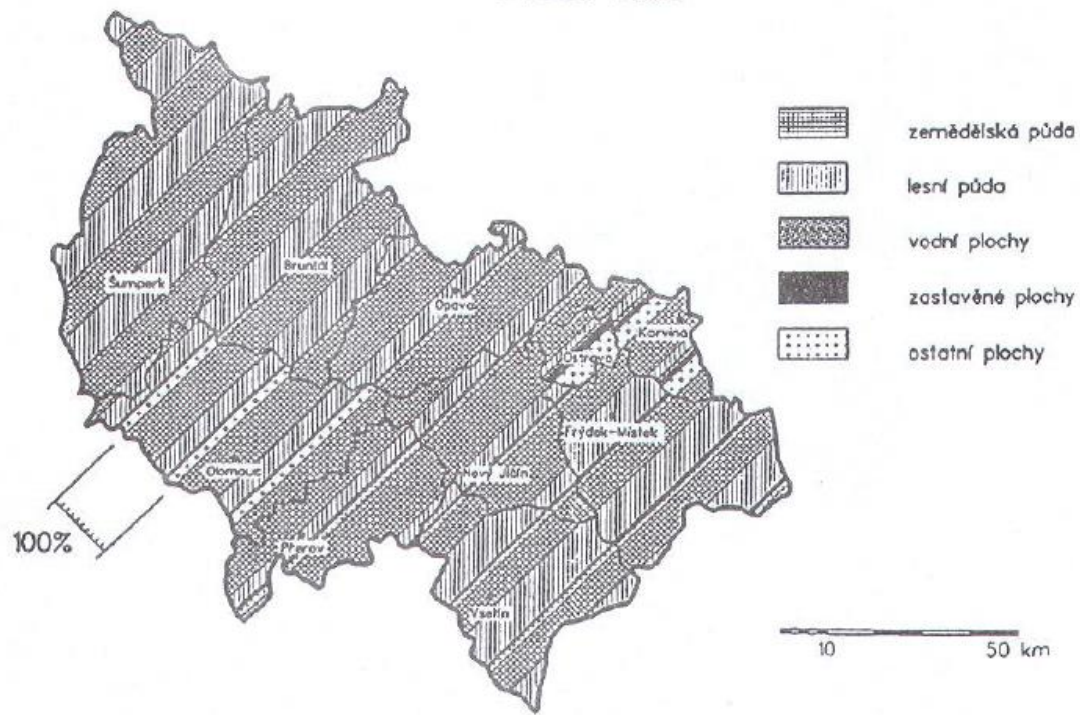 zemědělská půda
lesní půda
vodní plochy
zastavěné plochy
ostatní plochy
Šumperk
Bruntál
Opava
Karviná
Ostrava
Frýdek-Místek
Nový Jičín
Olomouc
Přerov
Vsetín
100%
10 50 km